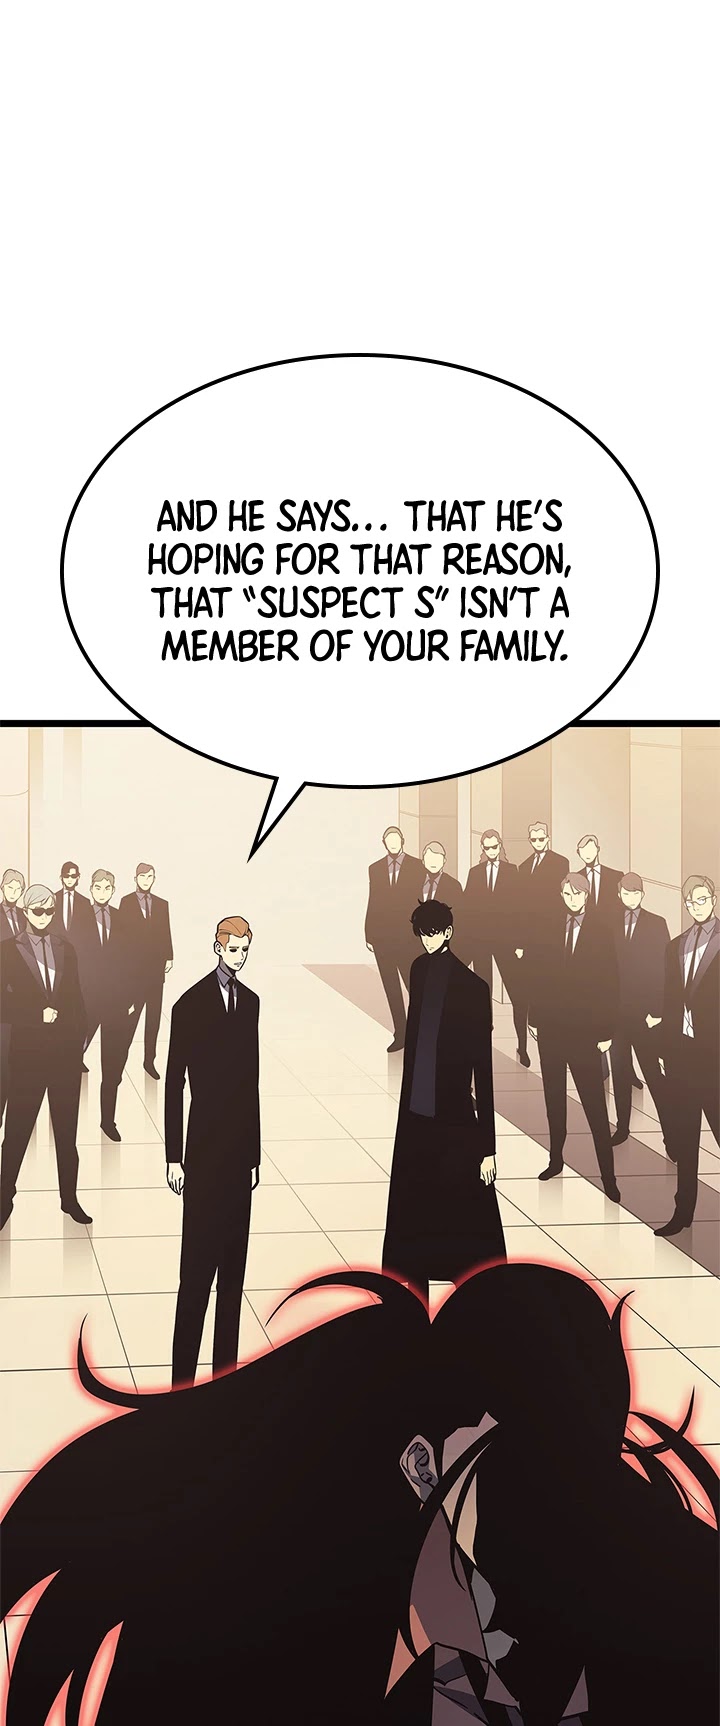 AND HE SAYS... THAT HE'S
HOPING FOR THAT REASON,
THAT "SUSPECT S" ISN'T A
MEMBER OF YOUR FAMILY.